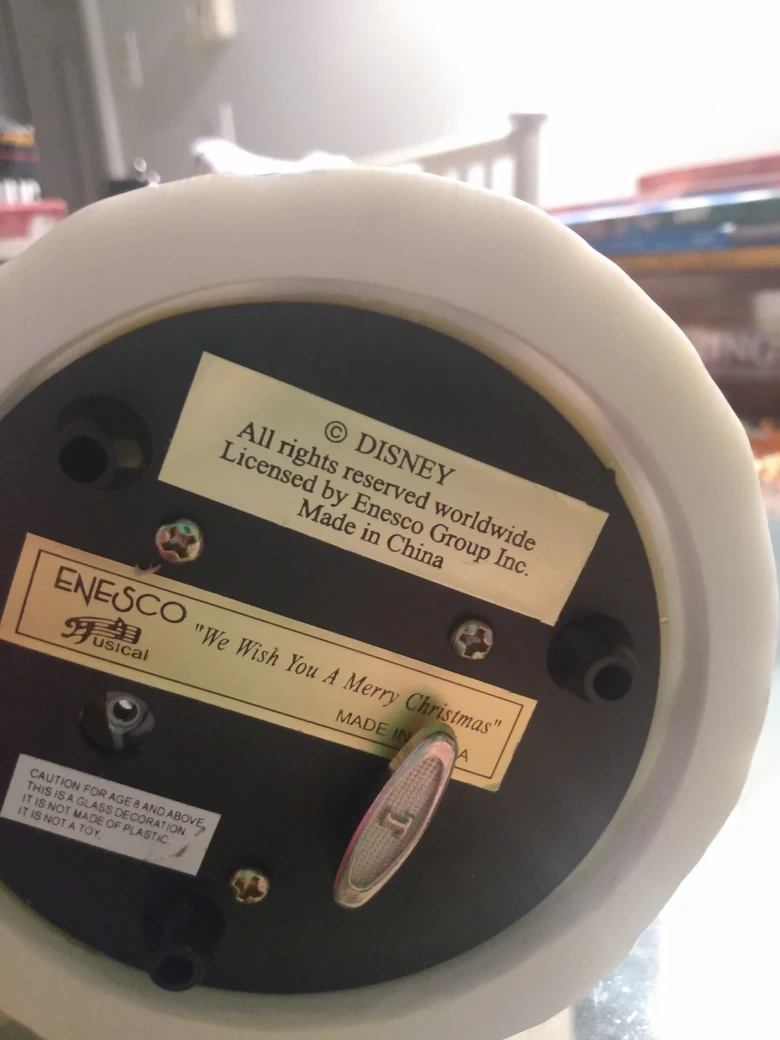 © DISNEY
All rights reserved worldwide
Licensed by Enesco Group Inc.
Made in China
ENESCO
Musical
"We Wish You A Merry Christmas"
MADE IN
CAUTION FOR AGE 8 AND ABOVE.
THIS IS A GLASS DECORATION.
IT IS NOT MADE OF PLASTIC.
IT IS NOT A TOY.